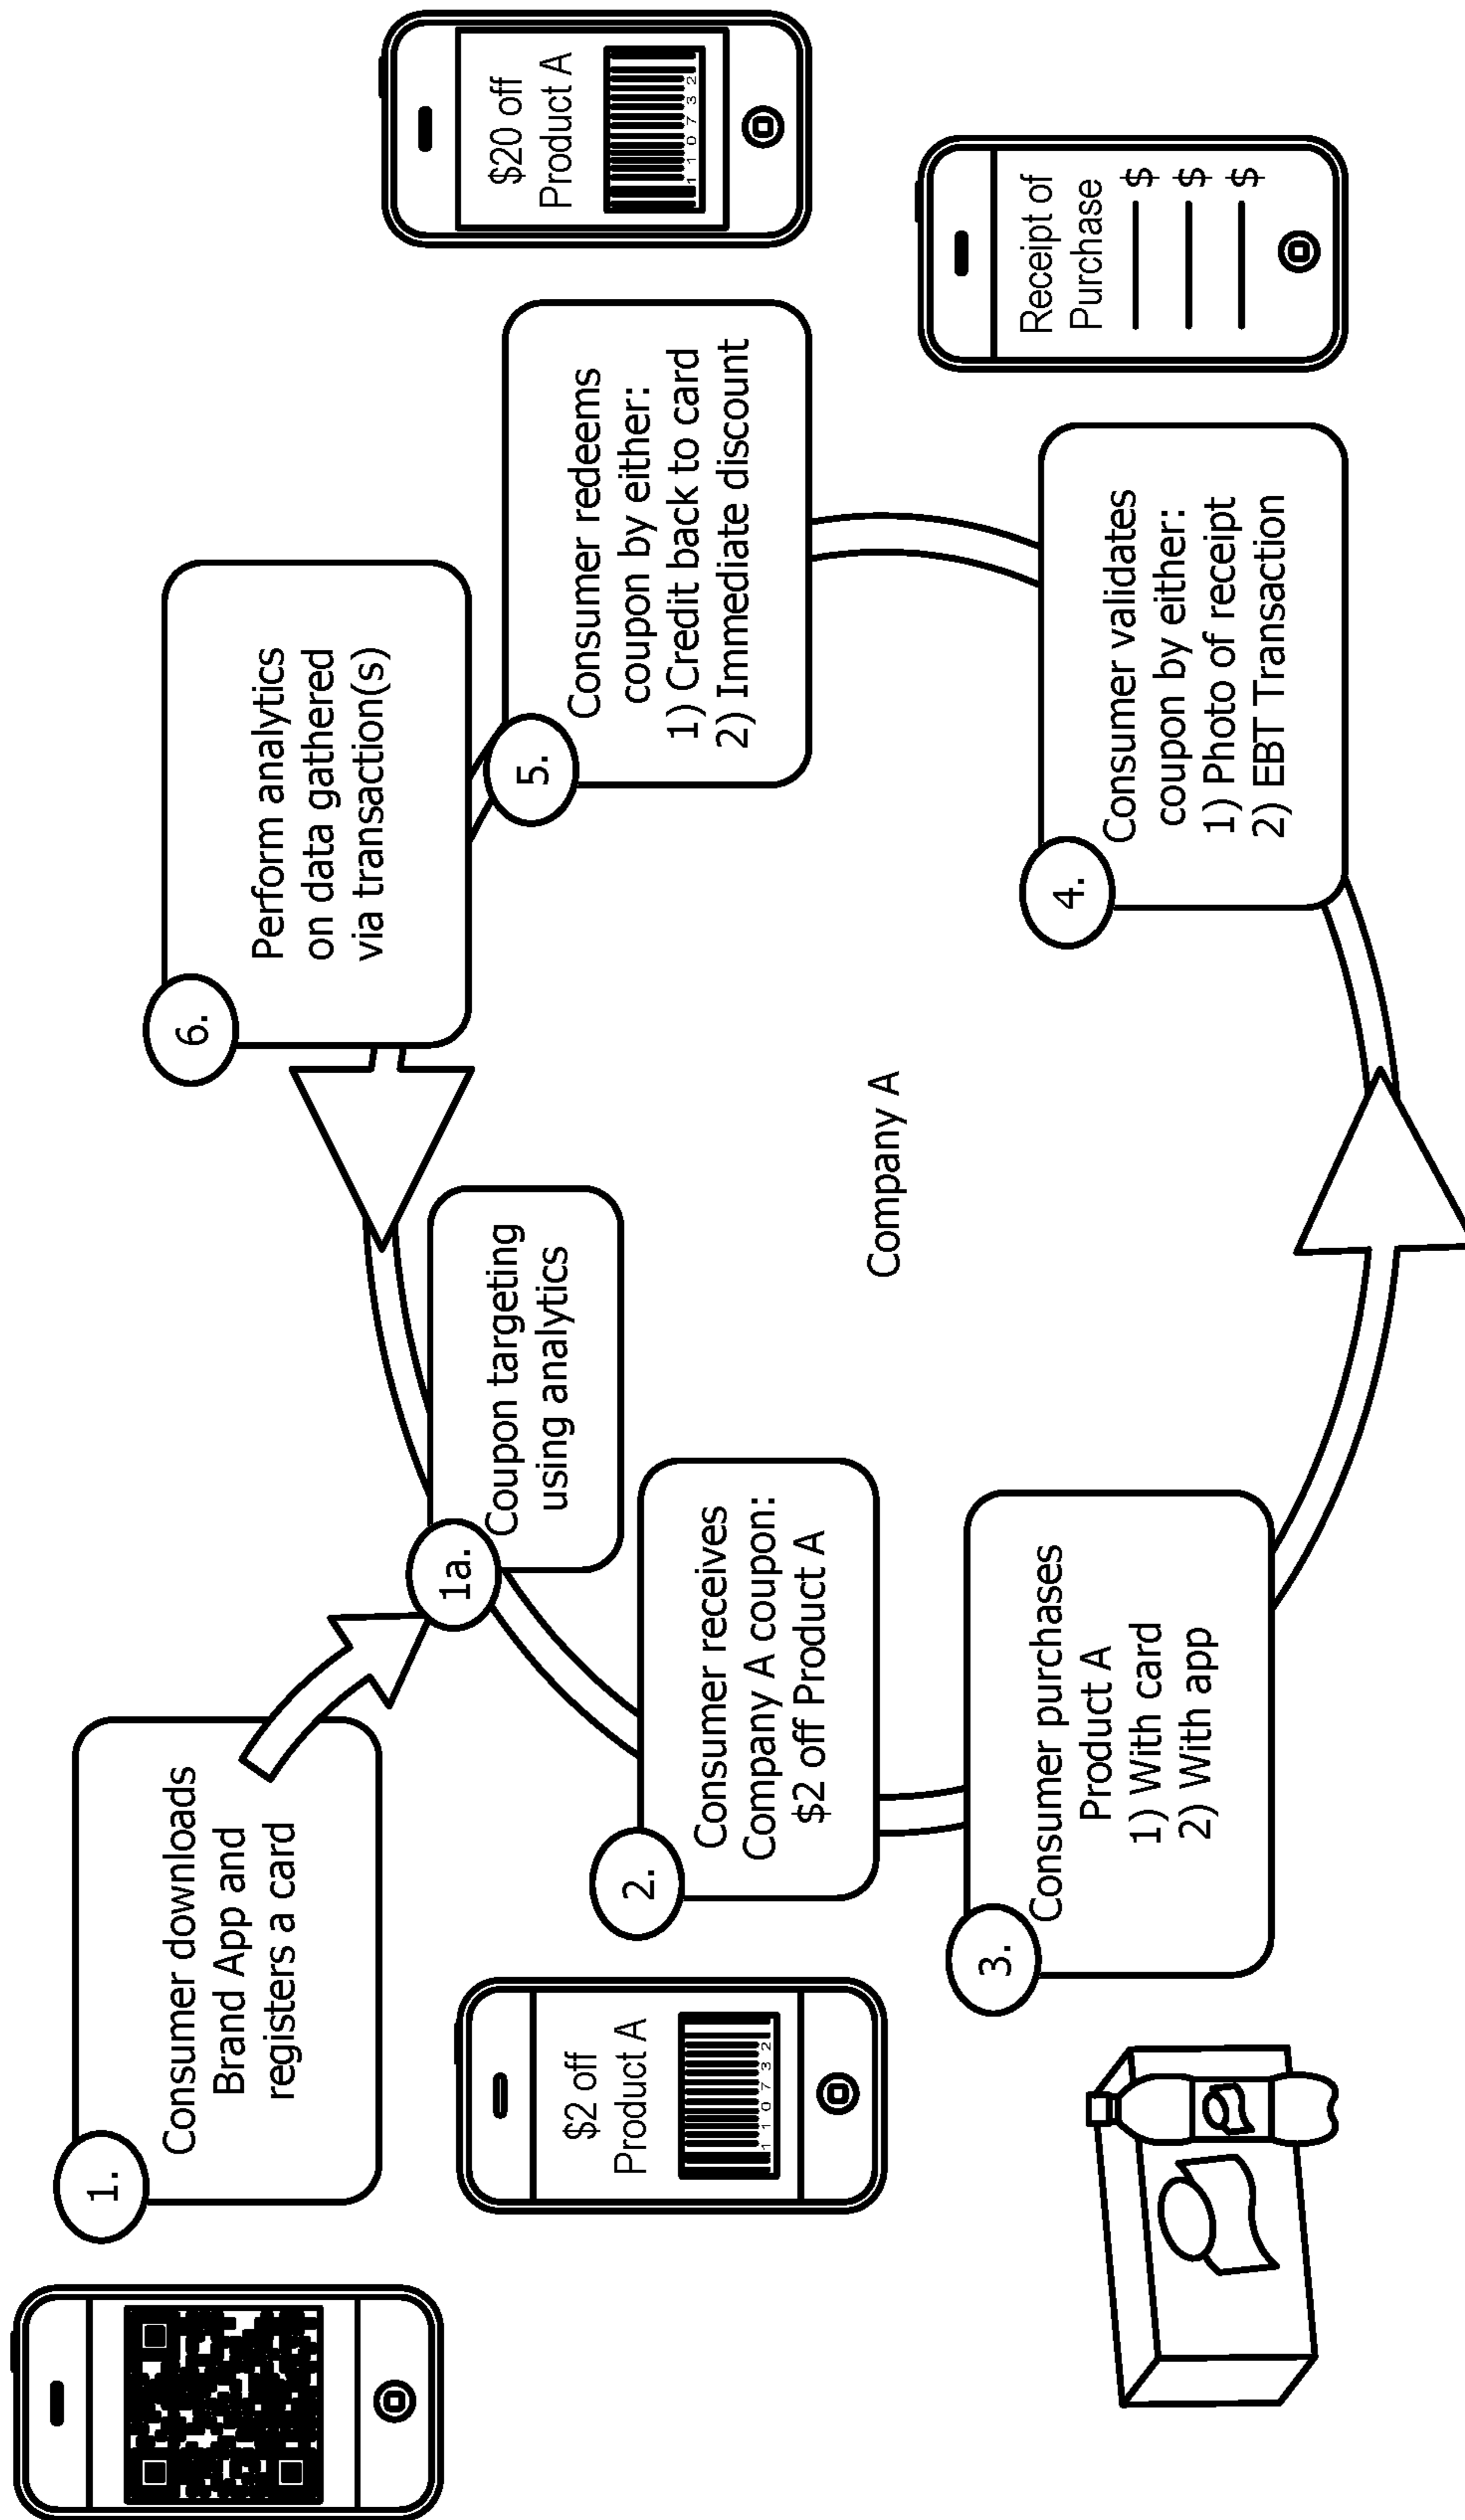 1.
Consumer downloads
Brand App and
registers a card
1a.
Coupon targeting
using analytics
2.
Consumer receives
Company A coupon:
$2 off Product A
$2 off
Product A
110732
3.
Consumer purchases
Product A
1) With card
2) With app
4.
Consumer validates
coupon by either:
1) Photo of receipt
2) EBT Transaction
Receipt of
Purchase
$
$
$
5.
Consumer redeems
coupon by either:
1) Credit back to card
2) Immediate discount
$20 off
Product A
110732
6.
Perform analytics
on data gathered
via transaction(s)
Company A